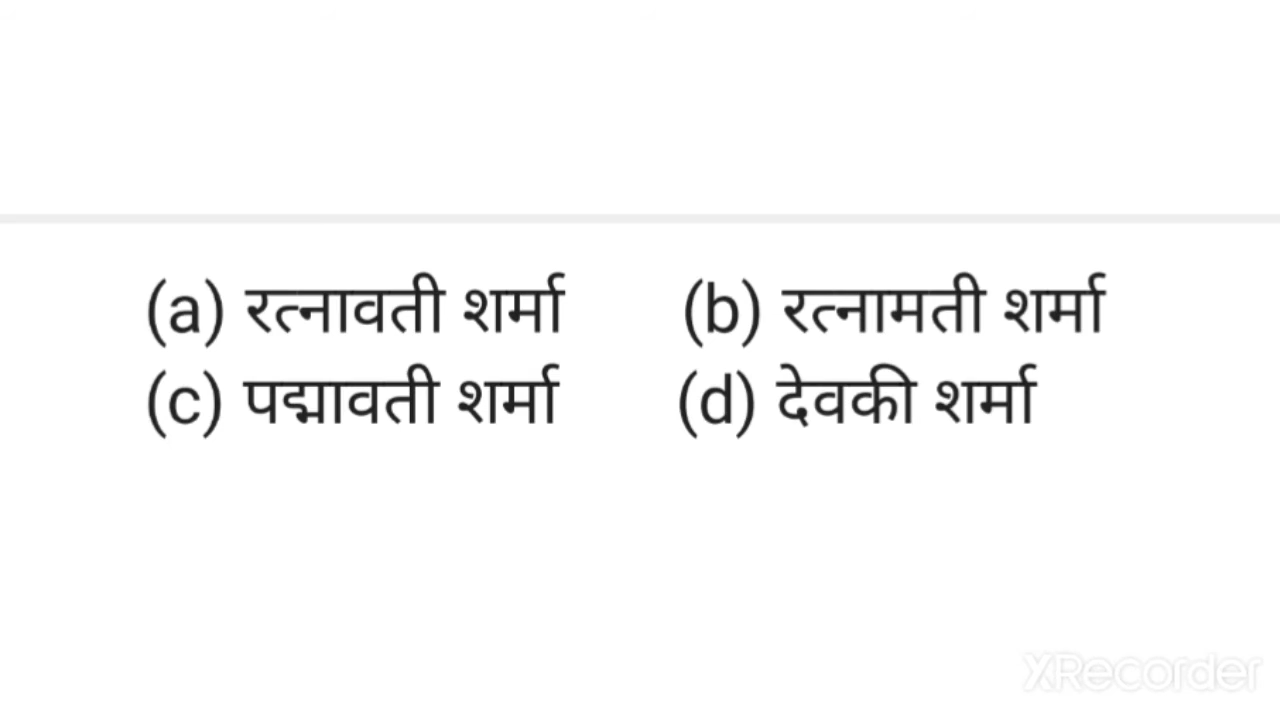 (a) रत्नावती शर्मा (b) रत्नामती शर्मा
(c) पद्मावती शर्मा (d) देवकी शर्मा
XRecorder